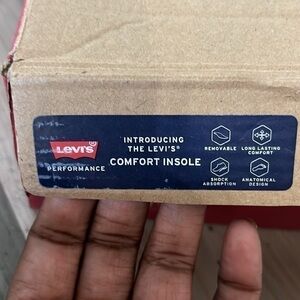 Levi's
PERFORMANCE
INTRODUCING
THE LEVI'S®
COMFORT INSOLE
REMOVABLE
LONG LASTING
COMFORT
SHOCK
ABSORPTION
ANATOMICAL
DESIGN